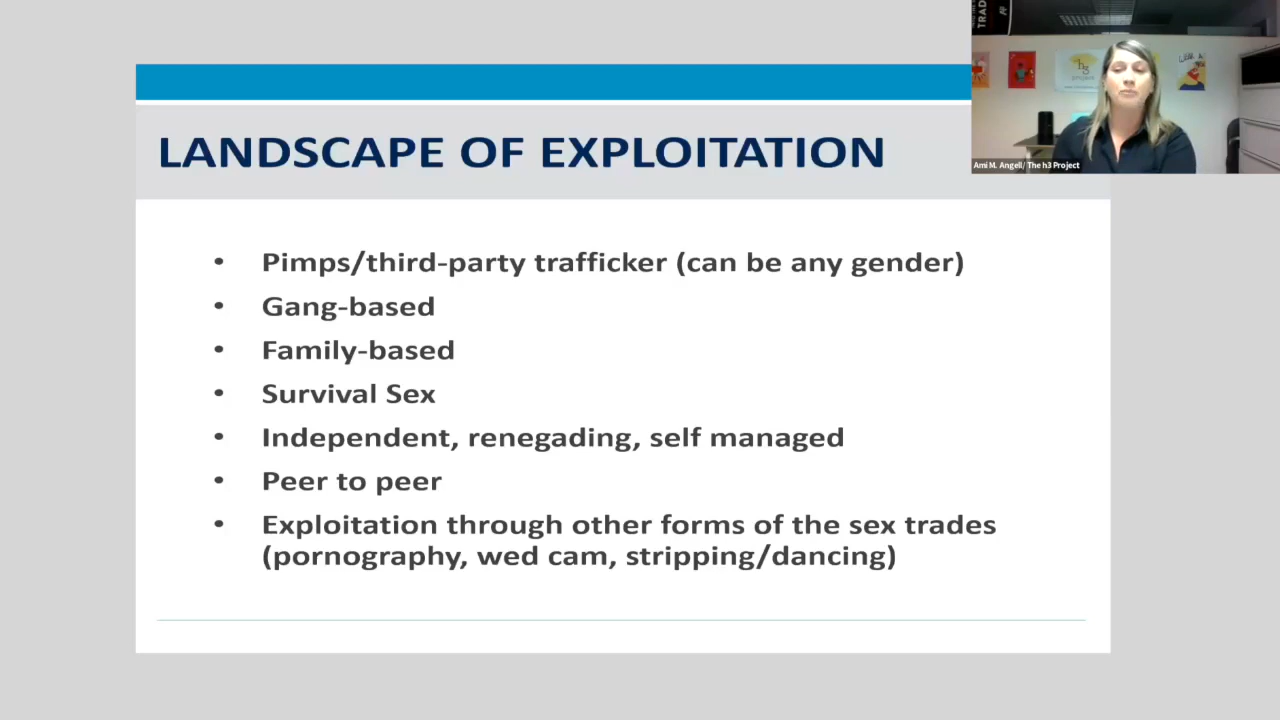 LANDSCAPE OF EXPLOITATION
• Pimps/third-party trafficker (can be any gender)
• Gang-based
• Family-based
• Survival Sex
• Independent, renegading, self managed
• Peer to peer
• Exploitation through other forms of the sex trades
(pornography, wed cam, stripping/dancing)
TRAD
h3
Ami M. Angell/ The h3 Project